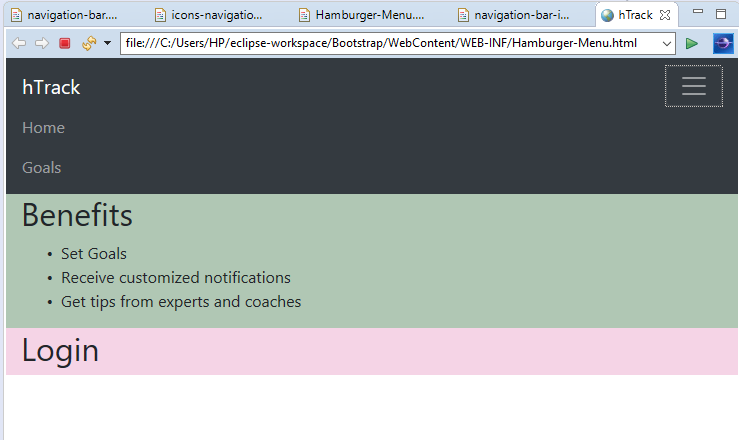 navigation-bar....
icons-navigatio...
Hamburger-Menu....
navigation-bar-i...
hTrack
file:///C:/Users/HP/eclipse-workspace/Bootstrap/WebContent/WEB-INF/Hamburger-Menu.html
hTrack
Home
Goals
Benefits
• Set Goals
• Receive customized notifications
• Get tips from experts and coaches
Login